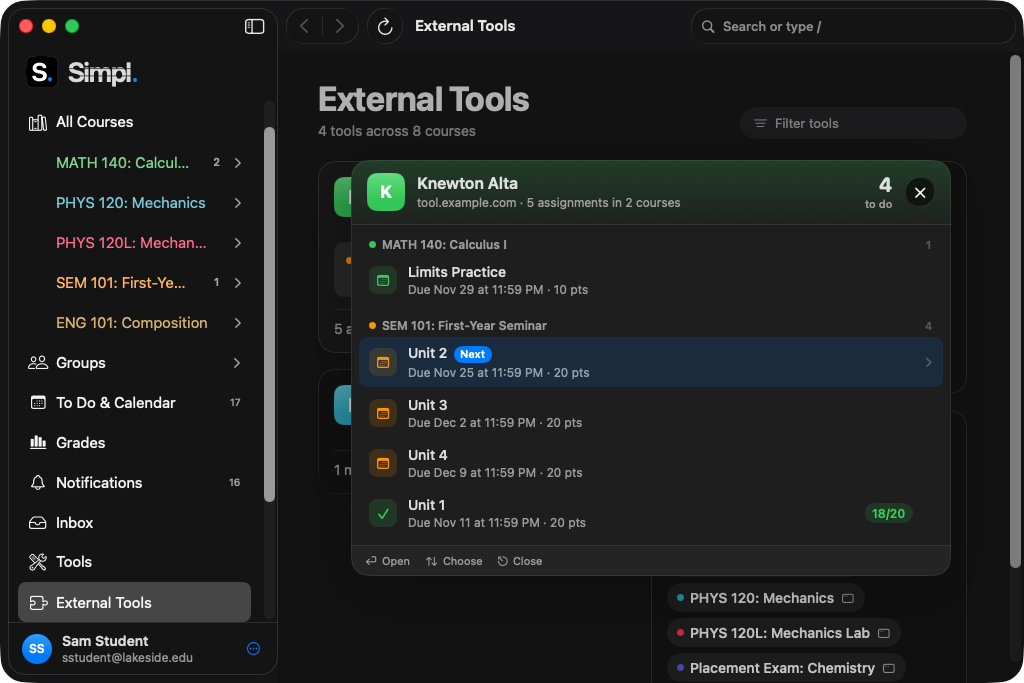 External Tools
Search or type /
S.
Simpl.
All Courses
MATH 140: Calcul... 2
PHYS 120: Mechanics
PHYS 120L: Mechan...
SEM 101: First-Ye... 1
ENG 101: Composition
Groups
To Do & Calendar 17
Grades
Notifications 16
Inbox
Tools
External Tools
SS
Sam Student
sstudent@lakeside.edu
External Tools
4 tools across 8 courses
Filter tools
K
Knewton Alta
tool.example.com · 5 assignments in 2 courses
4
to do
MATH 140: Calculus I 1
Limits Practice
Due Nov 29 at 11:59 PM · 10 pts
SEM 101: First-Year Seminar 4
Unit 2 Next
Due Nov 25 at 11:59 PM · 20 pts
Unit 3
Due Dec 2 at 11:59 PM · 20 pts
Unit 4
Due Dec 9 at 11:59 PM · 20 pts
Unit 1
Due Nov 11 at 11:59 PM · 20 pts
18/20
Open Choose Close
5 a
1 m
PHYS 120: Mechanics
PHYS 120L: Mechanics Lab
Placement Exam: Chemistry